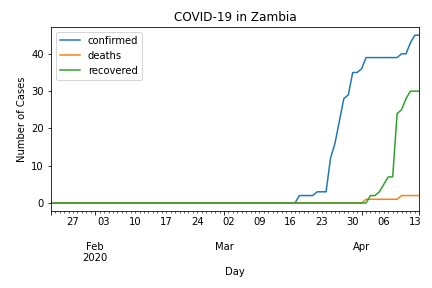 COVID-19 in Zambia
confirmed
deaths
recovered
Number of Cases
40
30
20
10
0
27 03 10 17 24 02 09 16 23 30 06 13
Feb Mar Apr
2020
Day